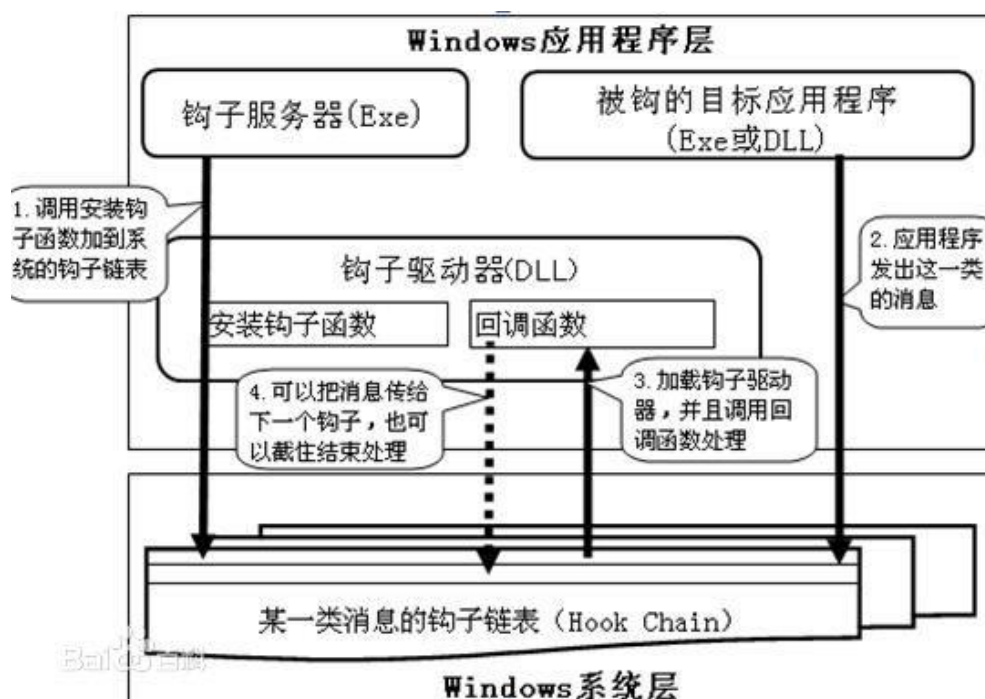 Windows应用程序层
钩子服务器(Exe)
被钩的目标应用程序
(Exe或DLL)
1.调用安装钩
子函数加到系
统的钩子链表
2.应用程序
发出这一类
的消息
钩子驱动器(DLL)
安装钩子函数
回调函数
4.可以把消息传给
下一个钩子，也可
以截住结束处理
3.加载钩子驱动
器，并且调用回
调函数处理
某一类消息的钩子链表（Hook Chain）
Bai百科
Windows系统层